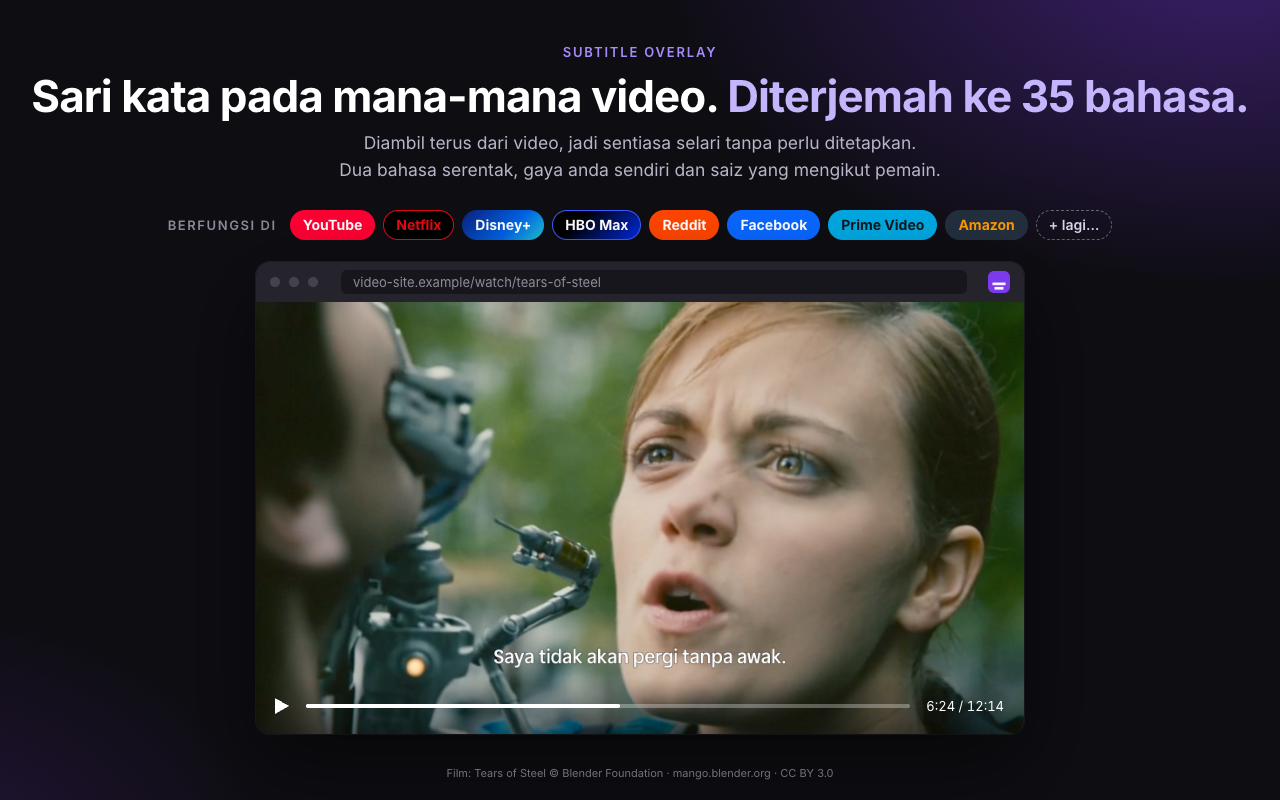 SUBTITLE OVERLAY
Sari kata pada mana-mana video. Diterjemah ke 35 bahasa.
Diambil terus dari video, jadi sentiasa selari tanpa perlu ditetapkan.
Dua bahasa serentak, gaya anda sendiri dan saiz yang mengikut pemain.
BERFUNGSI DI YouTube Netflix Disney+ HBO Max Reddit Facebook Prime Video Amazon + lagi...
video-site.example/watch/tears-of-steel
Saya tidak akan pergi tanpa awak.
6:24 / 12:14
Film: Tears of Steel © Blender Foundation · mango.blender.org · CC BY 3.0